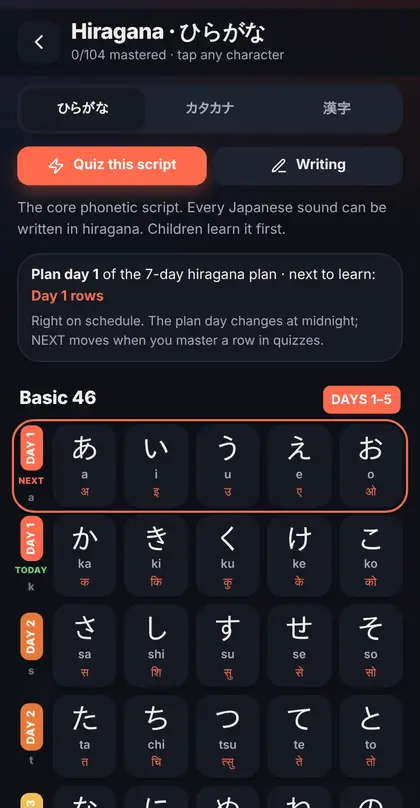 Hiragana · ひらがな
0/104 mastered · tap any character
ひらがな カタカナ 漢字
Quiz this script Writing
The core phonetic script. Every Japanese sound can be
written in hiragana. Children learn it first.
Plan day 1 of the 7-day hiragana plan · next to learn:
Day 1 rows
Right on schedule. The plan day changes at midnight;
NEXT moves when you master a row in quizzes.
Basic 46 DAYS 1–5
DAY 1 NEXT a
あ い う え お
a i u e o
अ इ उ ए ओ
DAY 1 TODAY k
か き く け こ
ka ki ku ke ko
क कि कु के को
DAY 2 s
さ し す せ そ
sa shi su se so
स शि सु से सो
DAY 2 t
た ち つ て と
ta chi tsu te to
त चि त्सु ते तो
3
な に ぬ ね の